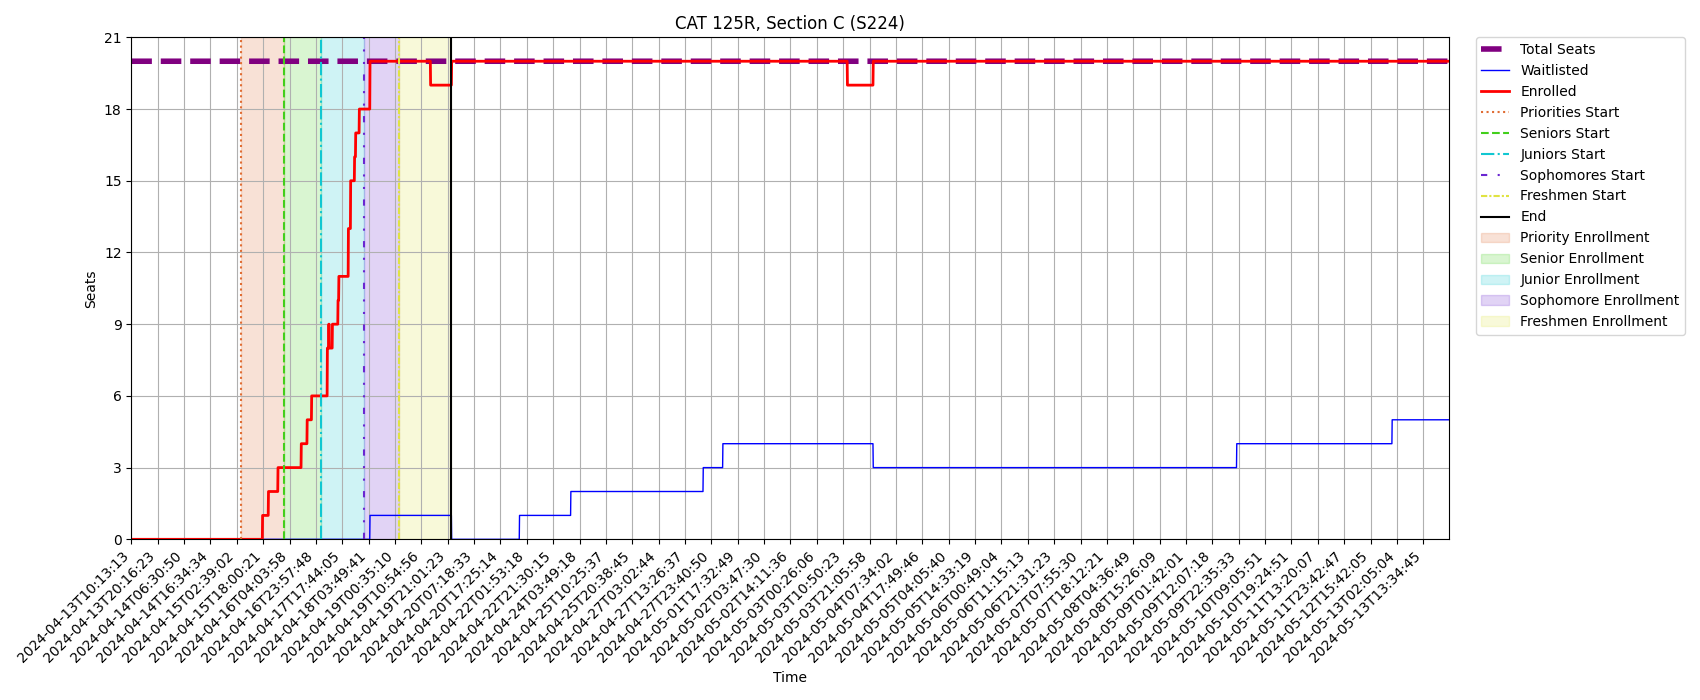 CAT 125R, Section C (S224)
21
18
15
12
9
6
3
0
Seats
2024-04-13T10:13:13
2024-04-13T20:16:23
2024-04-14T06:30:50
2024-04-14T16:34:34
2024-04-15T02:39:02
2024-04-15T18:00:21
2024-04-16T04:03:58
2024-04-16T23:57:48
2024-04-17T17:44:05
2024-04-18T03:49:41
2024-04-19T00:35:10
2024-04-19T10:54:56
2024-04-19T21:01:23
2024-04-20T07:18:33
2024-04-20T17:25:14
2024-04-22T01:53:18
2024-04-22T21:30:15
2024-04-24T03:49:18
2024-04-25T10:25:37
2024-04-25T20:38:45
2024-04-27T03:02:44
2024-04-27T13:26:37
2024-04-27T23:40:50
2024-05-01T17:32:49
2024-05-02T03:47:30
2024-05-02T14:11:36
2024-05-03T00:26:06
2024-05-03T10:50:23
2024-05-03T21:05:58
2024-05-04T07:34:02
2024-05-04T17:49:46
2024-05-05T04:05:40
2024-05-05T14:33:19
2024-05-06T00:49:04
2024-05-06T11:15:13
2024-05-06T21:31:23
2024-05-07T07:55:30
2024-05-07T18:12:21
2024-05-08T04:36:49
2024-05-08T15:26:09
2024-05-09T01:42:01
2024-05-09T12:07:18
2024-05-09T22:35:33
2024-05-10T09:05:51
2024-05-10T19:24:51
2024-05-11T13:20:07
2024-05-11T23:42:47
2024-05-12T15:42:05
2024-05-13T02:05:04
2024-05-13T13:34:45
Time
Total Seats
Waitlisted
Enrolled
Priorities Start
Seniors Start
Juniors Start
Sophomores Start
Freshmen Start
End
Priority Enrollment
Senior Enrollment
Junior Enrollment
Sophomore Enrollment
Freshmen Enrollment